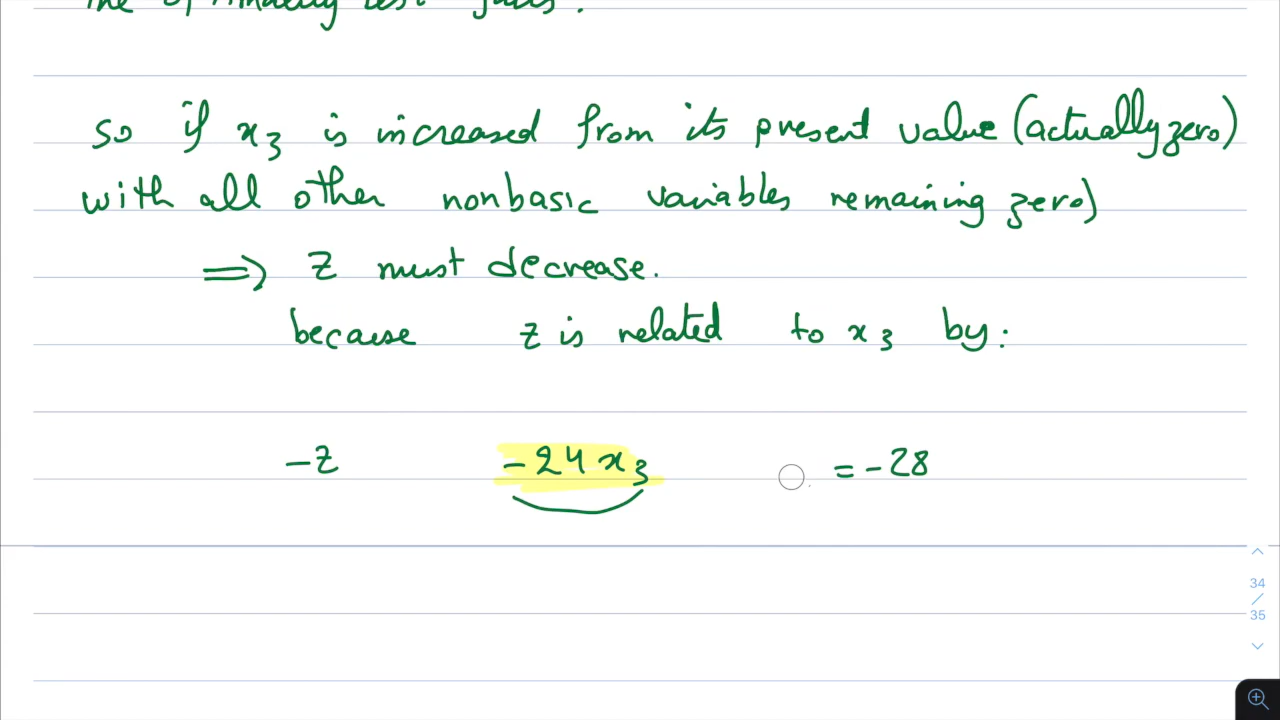 so if x₃ is increased from its present value (actually zero)
with all other nonbasic variables remaining zero)
⟹ Z must decrease.
because z is related to x₃ by:
-Z -24x₃ = -28
34
/
35